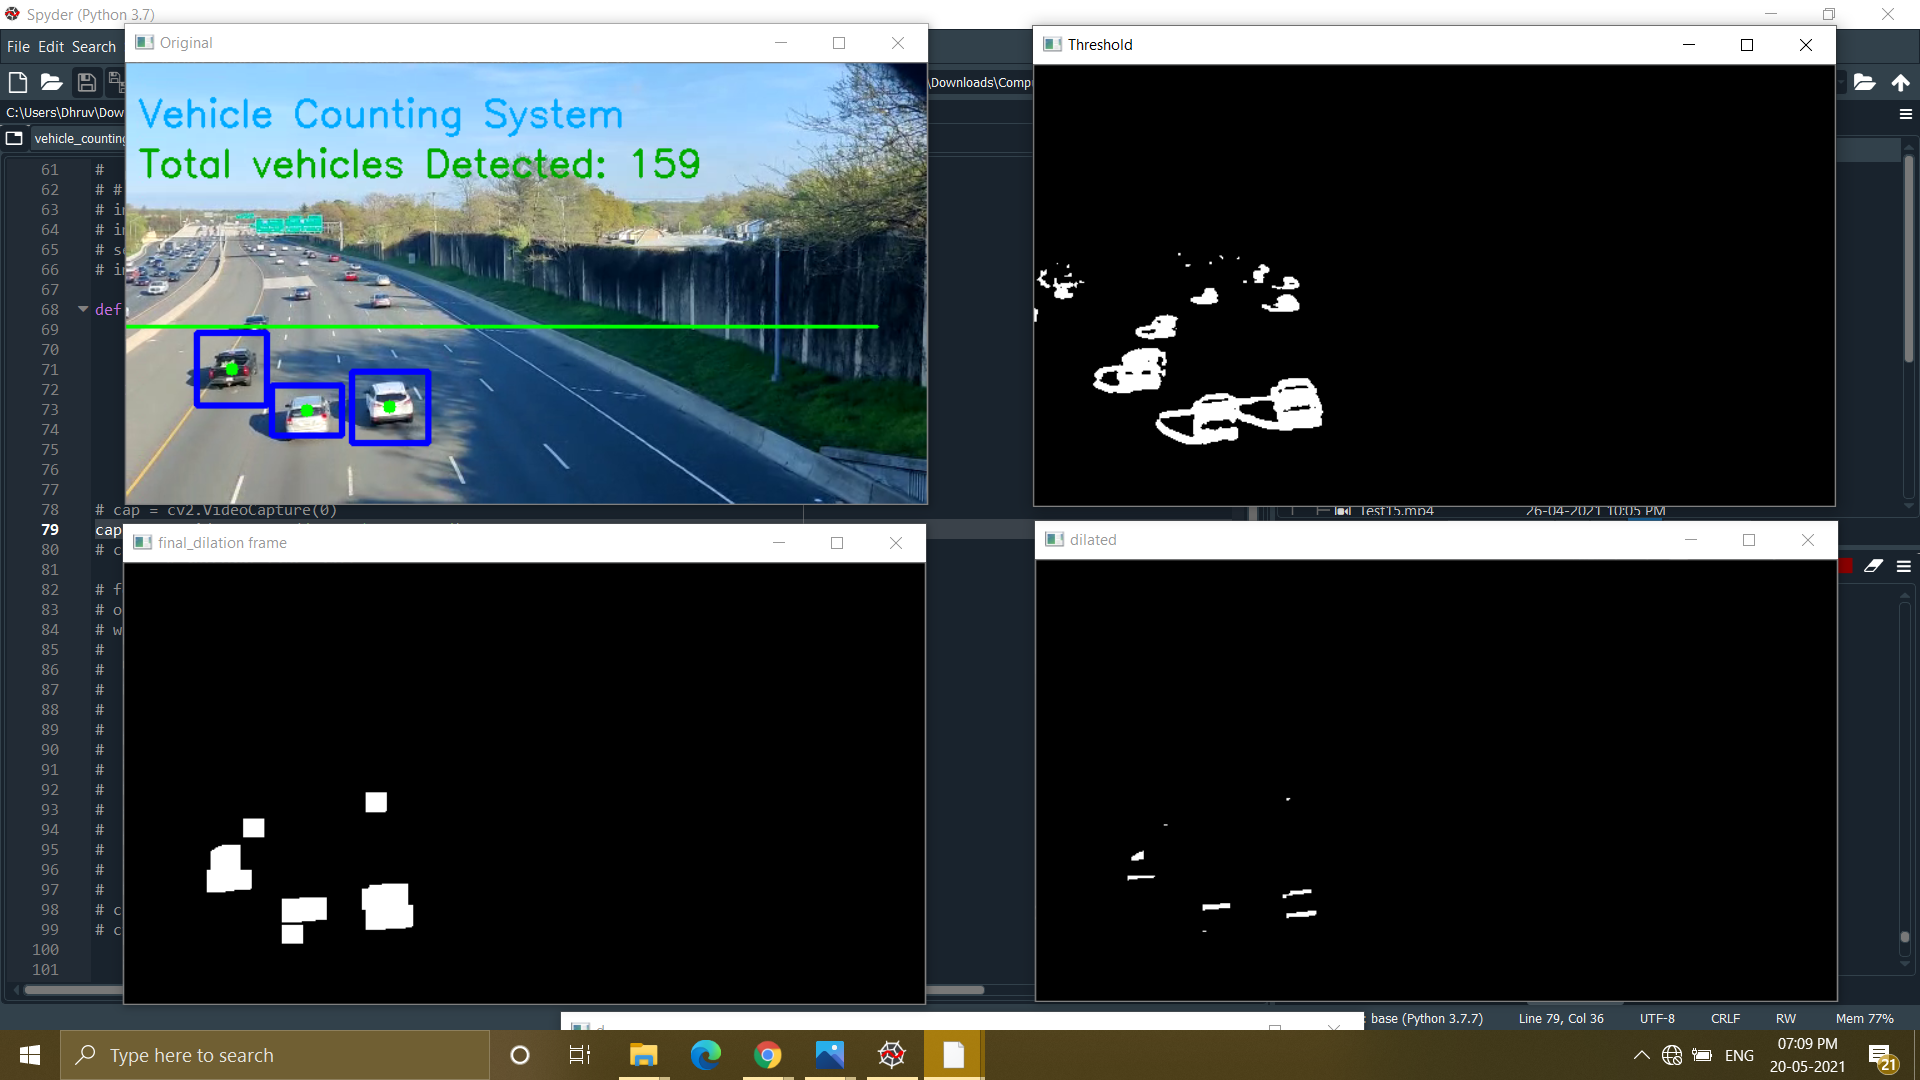 Spyder (Python 3.7)
File Edit Search
Original
Threshold
\Downloads\Compu
C:\Users\Dhruv\Dow
vehicle_counting
Vehicle Counting System
Total vehicles Detected: 159
61 #
62 # #
63 # i
64 # i
65 # s
66 # i
67
68 def
69
70
71
72
73
74
75
76
77
78 # cap = cv2.VideoCapture(0)
79 cap
80 # c
81
82 # f
83 # o
84 # w
85 #
86 #
87 #
88 #
89 #
90 #
91 #
92 #
93 #
94 #
95 #
96 #
97 #
98 # c
99 # c
100
101
Test15.mp4 26-04-2021 10:05 PM
final_dilation frame
dilated
d
: base (Python 3.7.7) Line 79, Col 36 UTF-8 CRLF RW Mem 77%
Type here to search
ENG
07:09 PM
20-05-2021
21